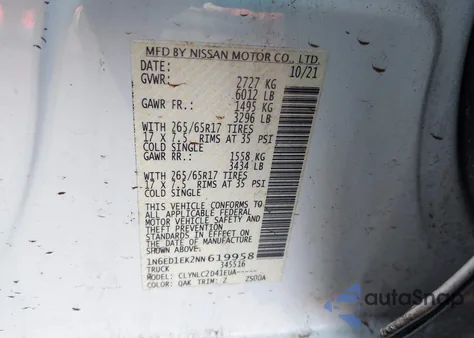 MFD BY NISSAN MOTOR CO., LTD.
DATE: 10/21
GVWR: 2727 KG
6012 LB
GAWR FR.: 1495 KG
3296 LB
WITH 265/65R17 TIRES
17 X 7.5 RIMS AT 35 PSI
COLD SINGLE
GAWR RR.: 1558 KG
3434 LB
WITH 265/65R17 TIRES
17 X 7.5 RIMS AT 35 PSI
COLD SINGLE
THIS VEHICLE CONFORMS TO
ALL APPLICABLE FEDERAL
MOTOR VEHICLE SAFETY
AND THEFT PREVENTION
STANDARDS IN EFFECT ON
THE DATE OF MANUFACTURE
SHOWN ABOVE.
1N6ED1EK2NN619958
TRUCK 345516
MODEL: CLYNLC2D41EUA-----
COLOR: QAK TRIM: Z ZS00A
autoSnap